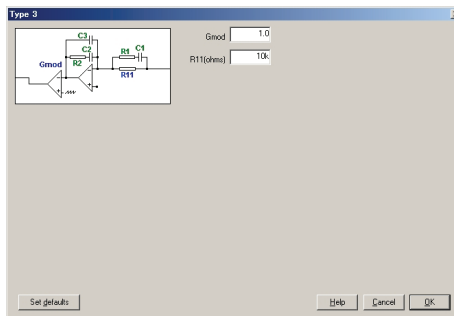 Type 3
C3
C2
R2
R1 C1
R11
Gmod
Gmod 1.0
R11(ohms) 10k
Set defaults
Help Cancel OK